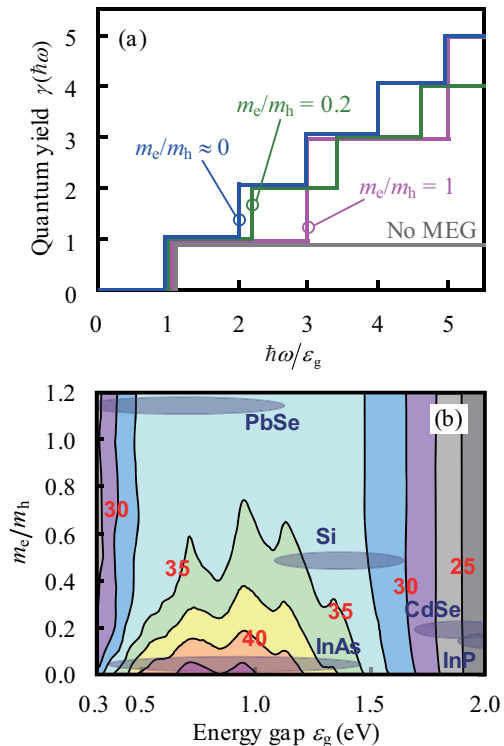 (a)
Quantum yield γ(ħω)
5
4
3
2
1
0
mₑ/mₕ = 0.2
mₑ/mₕ ≈ 0
mₑ/mₕ = 1
No MEG
0 1 2 3 4 5
ħω/εg
(b)
mₑ/mₕ
1.2
1.0
0.8
0.6
0.4
0.2
0.0
PbSe
30
Si
35
35
30
25
CdSe
40
InAs
InP
0.3 0.5 1.0 1.5 2.0
Energy gap εg (eV)